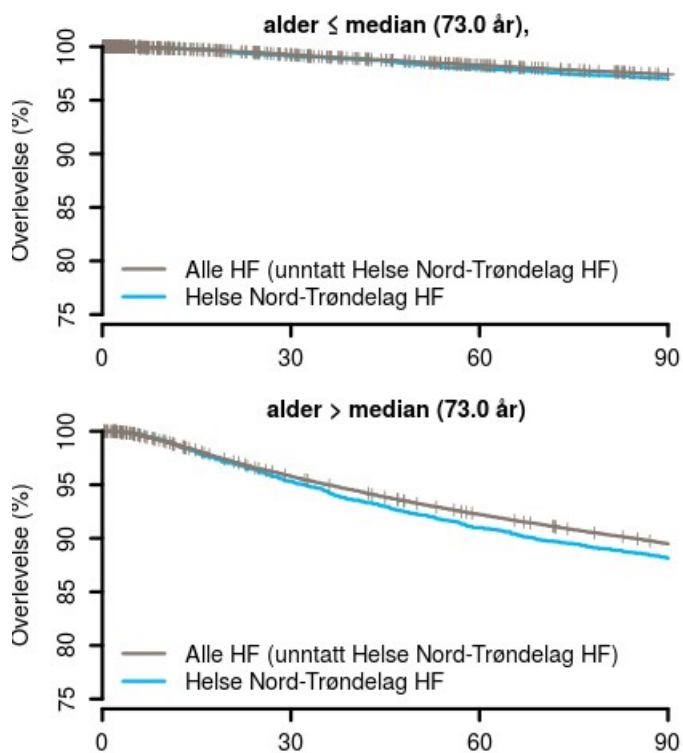 alder ≤ median (73.0 år),
Overlevelse (%)
100
95
90
85
80
75
Alle HF (unntatt Helse Nord-Trøndelag HF)
Helse Nord-Trøndelag HF
0
30
60
90
alder > median (73.0 år)
Overlevelse (%)
100
95
90
85
80
75
Alle HF (unntatt Helse Nord-Trøndelag HF)
Helse Nord-Trøndelag HF
0
30
60
90